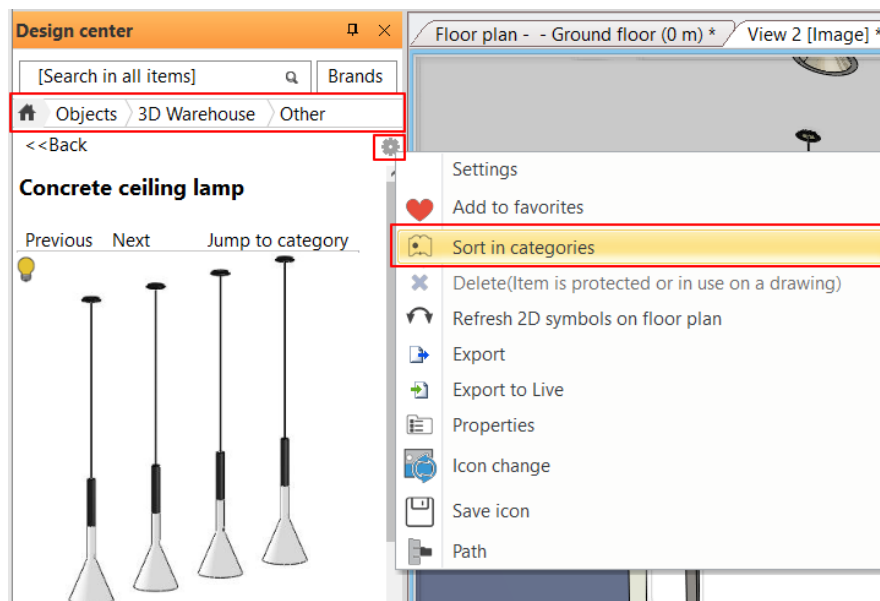 Design center
[Search in all items] Brands
Objects 3D Warehouse Other
<<Back
Concrete ceiling lamp
Previous Next Jump to category
Floor plan - - Ground floor (0 m) * View 2 [Image] *
Settings
Add to favorites
Sort in categories
Delete(Item is protected or in use on a drawing)
Refresh 2D symbols on floor plan
Export
Export to Live
Properties
Icon change
Save icon
Path